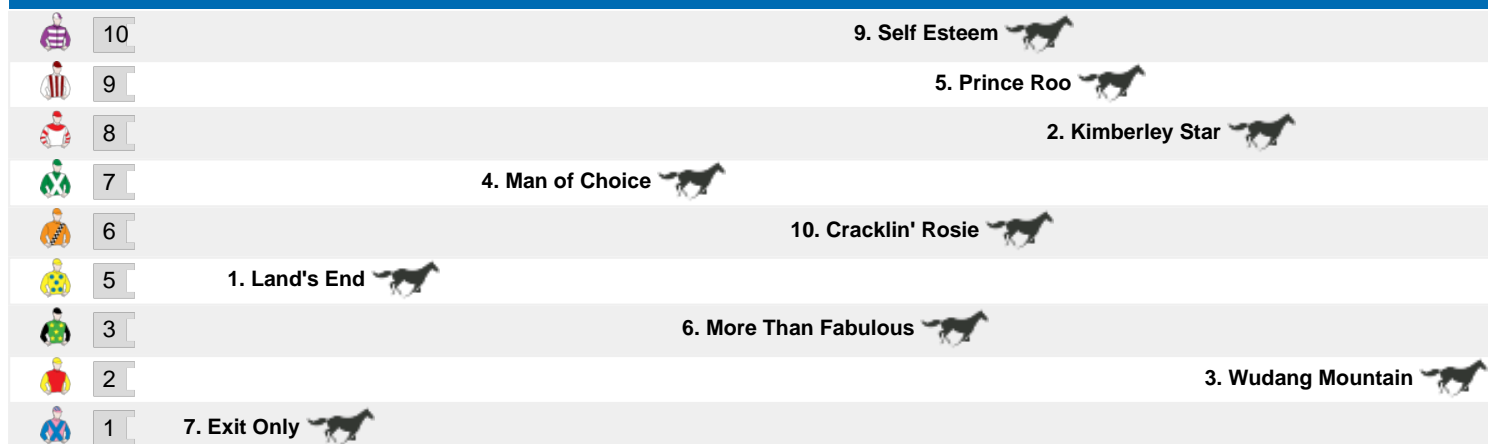 10 9. Self Esteem
9 5. Prince Roo
8 2. Kimberley Star
7 4. Man of Choice
6 10. Cracklin' Rosie
5 1. Land's End
3 6. More Than Fabulous
2 3. Wudang Mountain
1 7. Exit Only